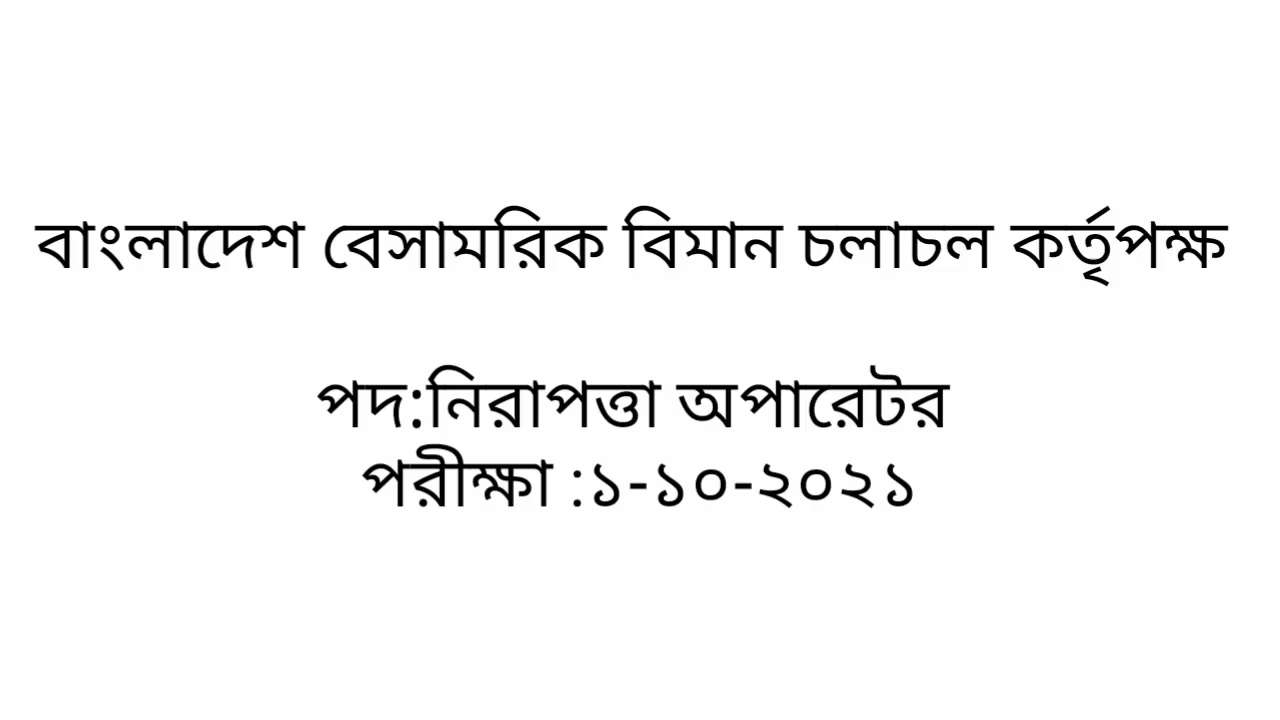 বাংলাদেশ বেসামরিক বিমান চলাচল কর্তৃপক্ষ
পদ:নিরাপত্তা অপারেটর
পরীক্ষা :১-১০-২০২১